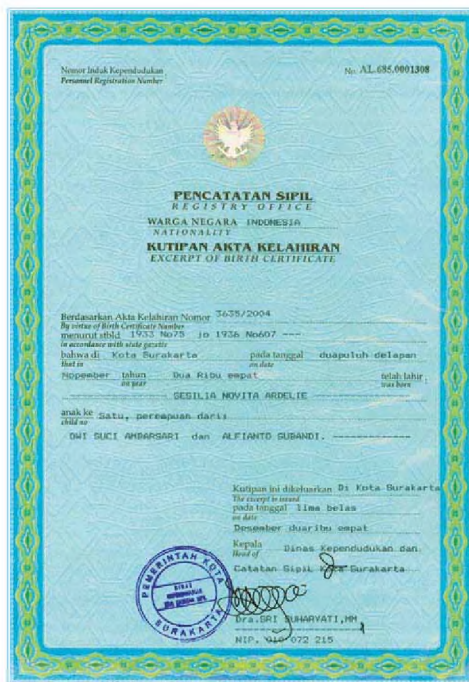 Nomor Induk Kependudukan
Personnel Registration Number
No. AL.685.0001308
PENCATATAN SIPIL
REGISTRY OFFICE
WARGA NEGARA INDONESIA
NATIONALITY
KUTIPAN AKTA KELAHIRAN
EXCERPT OF BIRTH CERTIFICATE
Berdasarkan Akta Kelahiran Nomor 3635/2004
By virtue of Birth Certificate Number
menurut stbld 1933 No75 jo 1936 No607 ---
in accordance with state gazette
bahwa di Kota Surakarta pada tanggal duapuluh delapan
that in on date
Nopember tahun Dua Ribu empat telah lahir :
on year was born
SESILIA NOVITA ARDELIE
anak ke Satu, perempuan dari:
child no
DWI SUCI AMBARSARI dan ALFIANTO SUBANDI.
Kutipan ini dikeluarkan Di Kota Surakarta
The excerpt is issued
pada tanggal lima belas
on date
Desember duaribu empat
Kepala Dinas Kependudukan dan
Head of
Catatan Sipil Kota Surakarta
PEMERINTAH KOTA
DINAS
SURAKARTA
Dra.SRI SUHARYATI,MM
NIP. 010 072 215